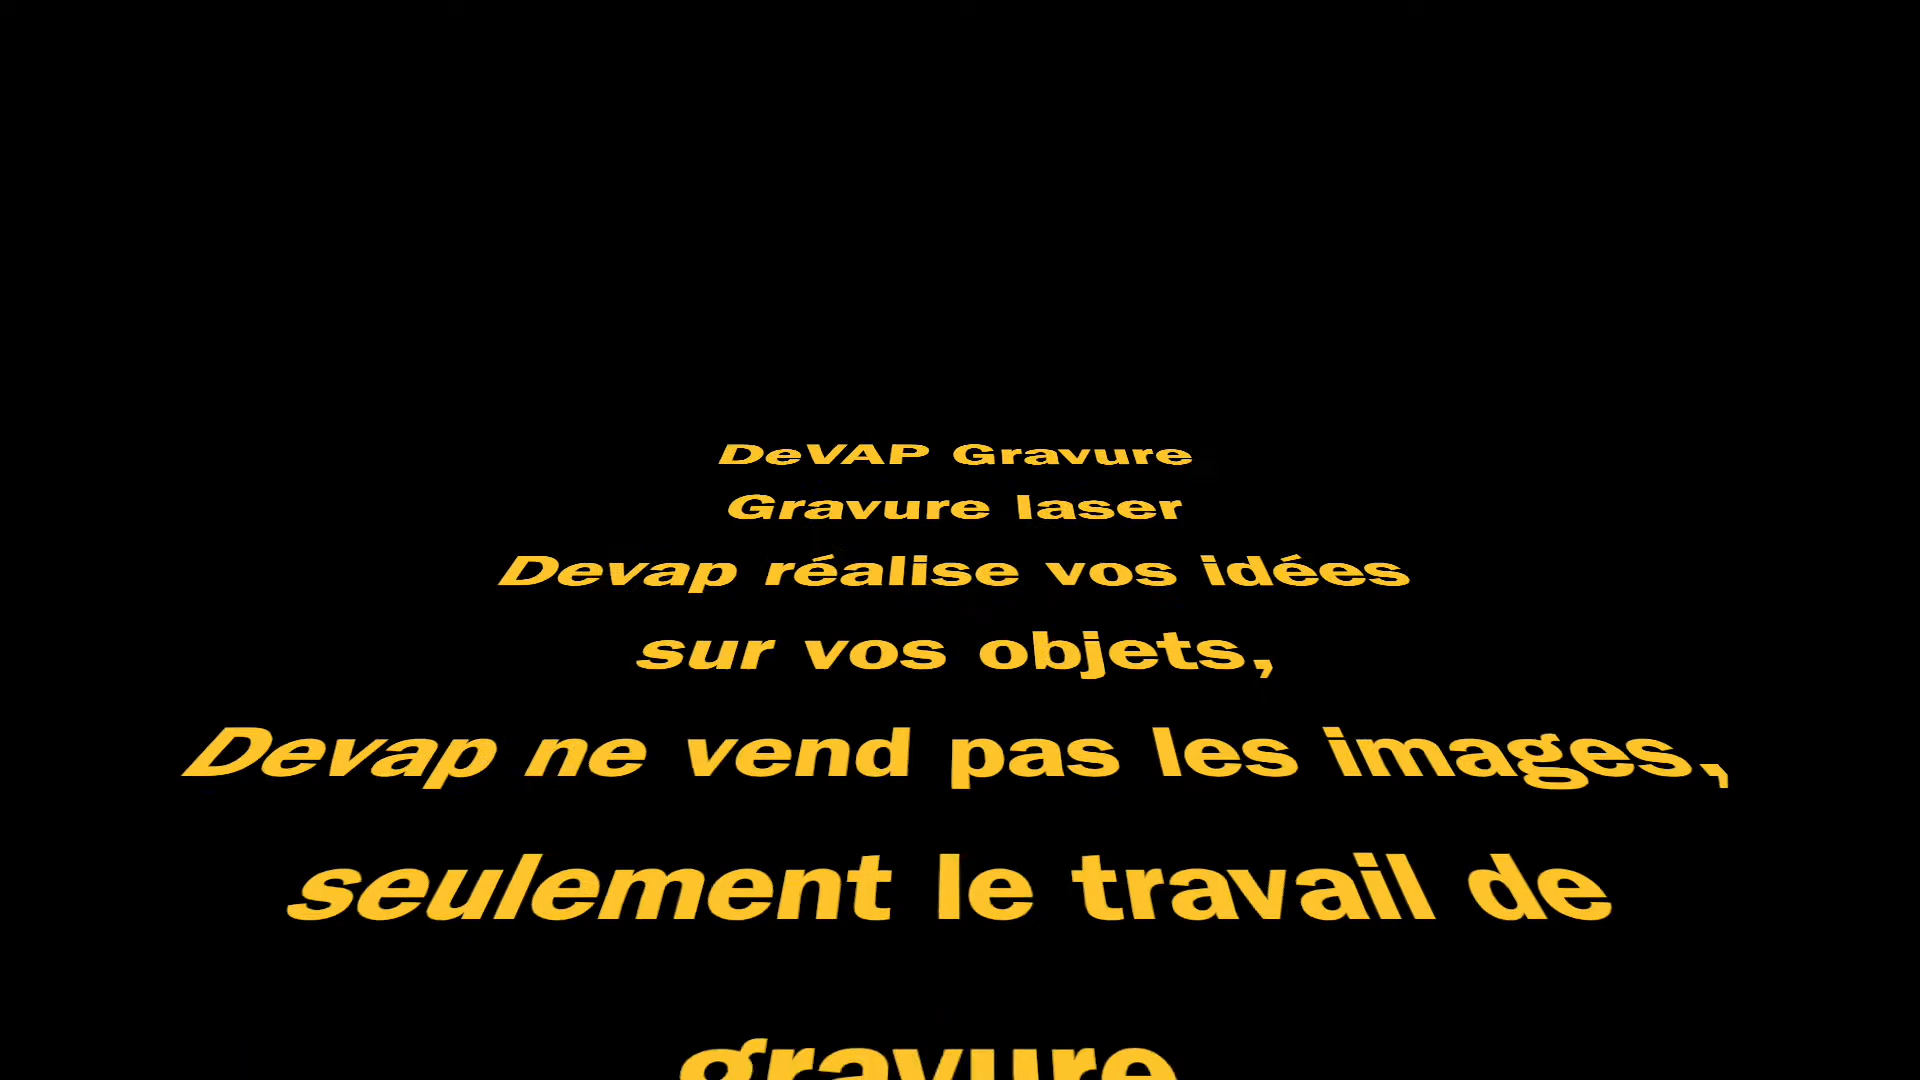 DeVAP Gravure
Gravure laser
Devap réalise vos idées
sur vos objets,
Devap ne vend pas les images,
seulement le travail de
gravure